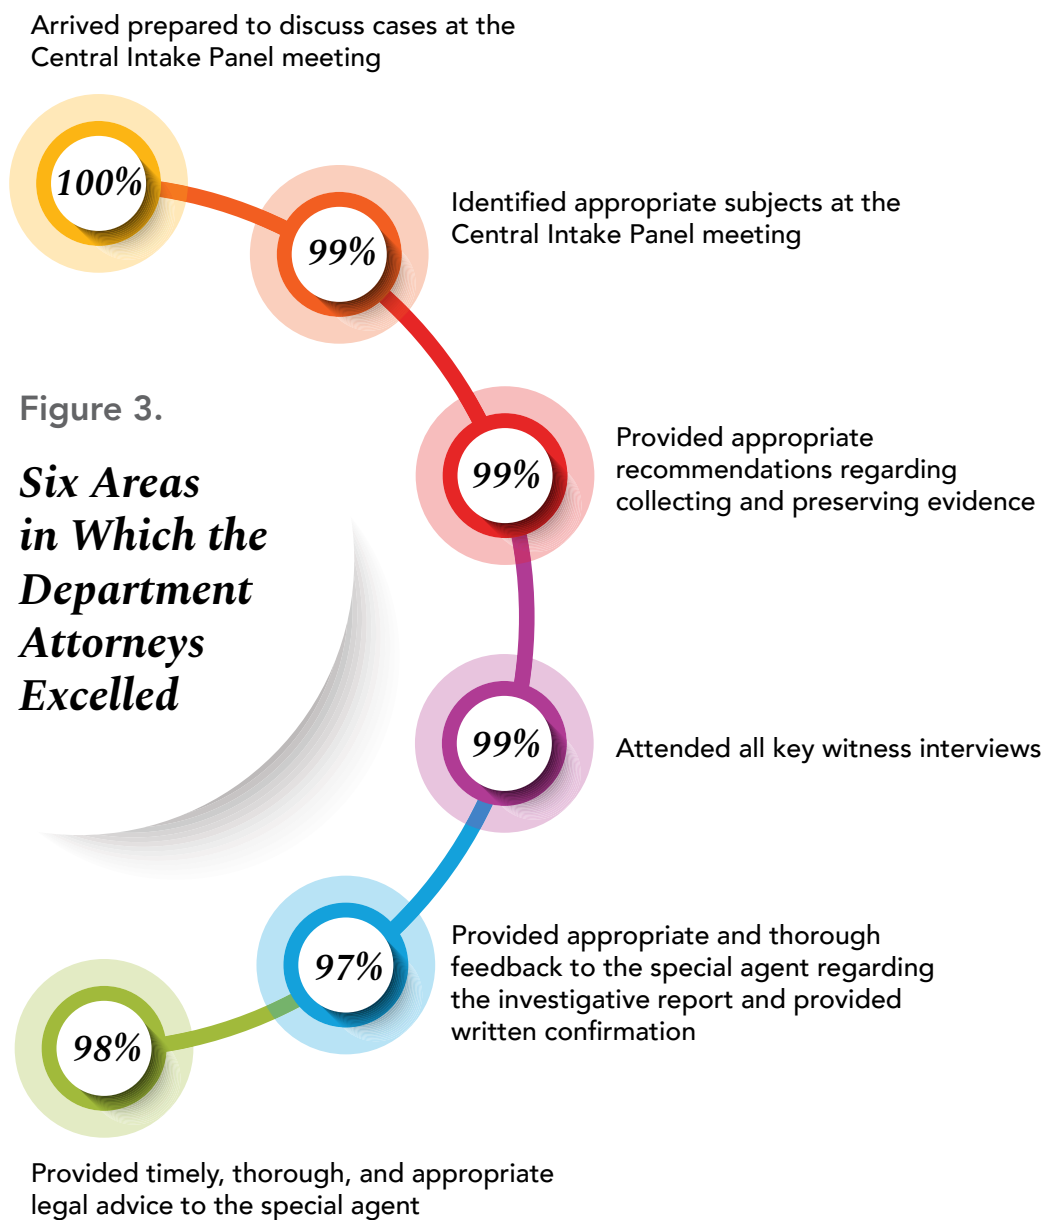 Arrived prepared to discuss cases at the
Central Intake Panel meeting
100%
99%
Identified appropriate subjects at the
Central Intake Panel meeting
Figure 3.
Six Areas
in Which the
Department
Attorneys
Excelled
99%
Provided appropriate
recommendations regarding
collecting and preserving evidence
99%
Attended all key witness interviews
97%
Provided appropriate and thorough
feedback to the special agent regarding
the investigative report and provided
written confirmation
98%
Provided timely, thorough, and appropriate
legal advice to the special agent